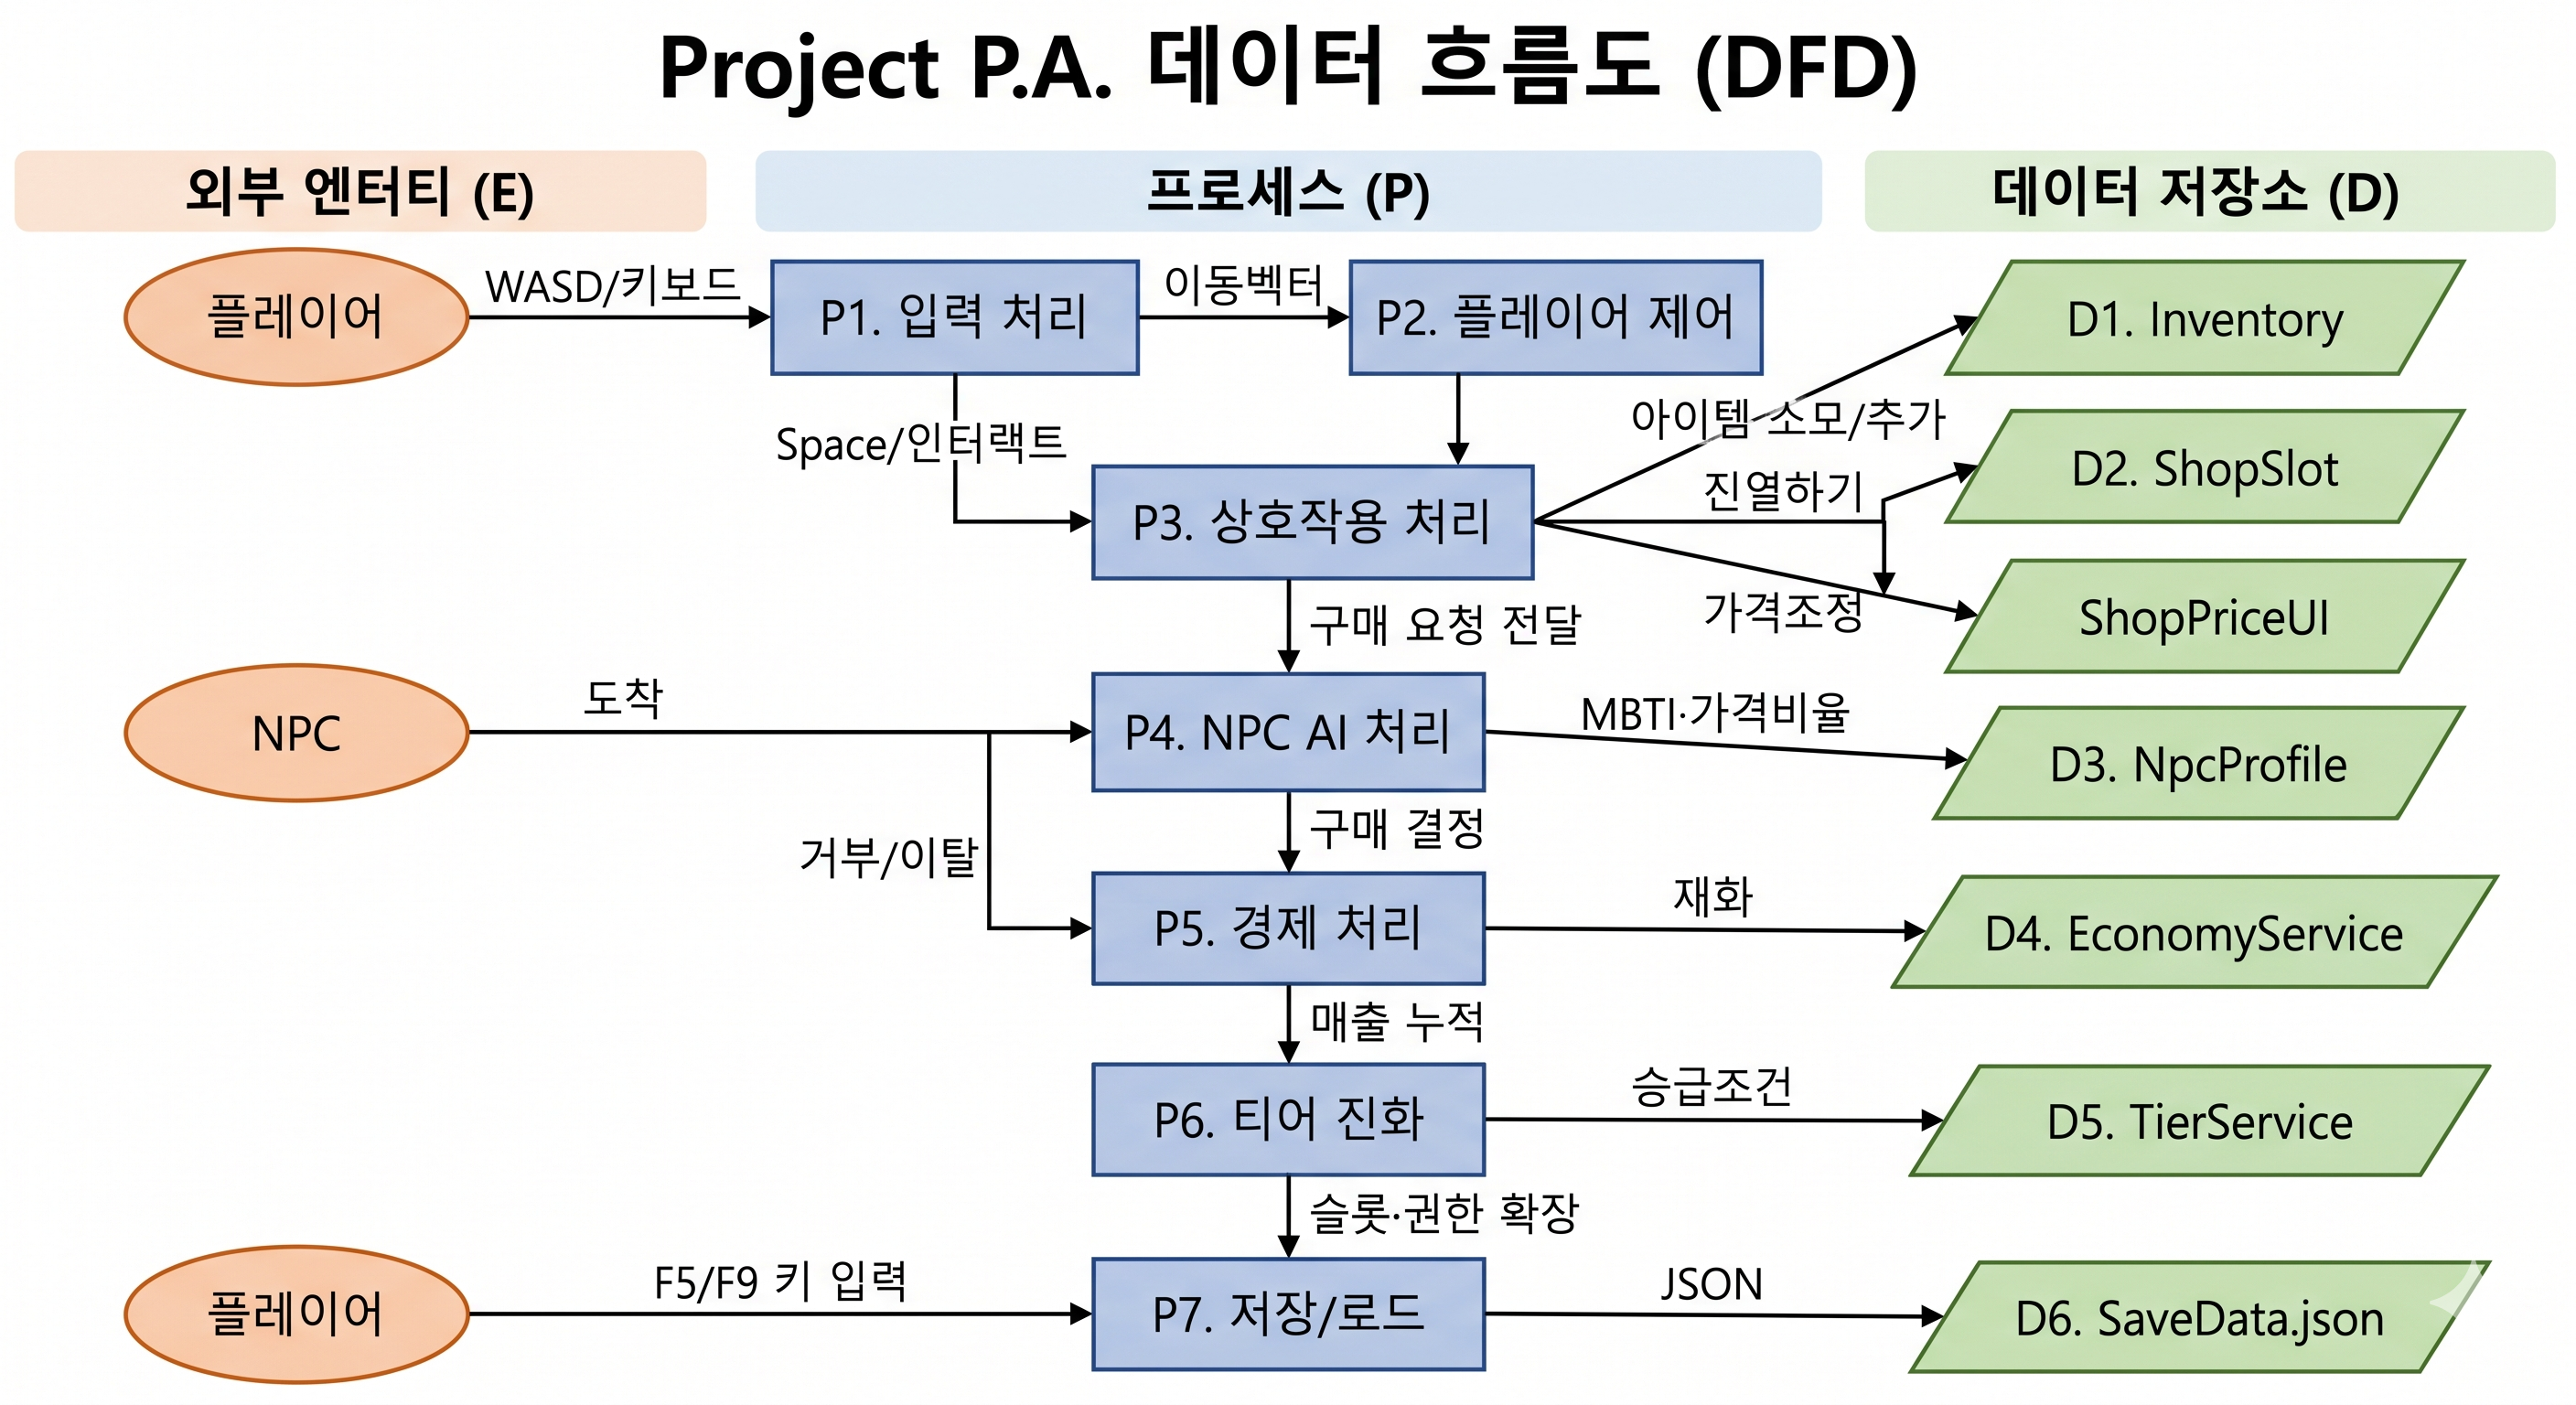 Project P.A. 데이터 흐름도 (DFD)
외부 엔터티 (E)
프로세스 (P)
데이터 저장소 (D)
플레이어
WASD/키보드
P1. 입력 처리
이동벡터
P2. 플레이어 제어
D1. Inventory
Space/인터랙트
아이템 소모/추가
D2. ShopSlot
진열하기
P3. 상호작용 처리
가격조정
ShopPriceUI
구매 요청 전달
NPC
도착
P4. NPC AI 처리
MBTI·가격비율
D3. NpcProfile
구매 결정
거부/이탈
P5. 경제 처리
재화
D4. EconomyService
매출 누적
P6. 티어 진화
승급조건
D5. TierService
슬롯·권한 확장
플레이어
F5/F9 키 입력
P7. 저장/로드
JSON
D6. SaveData.json